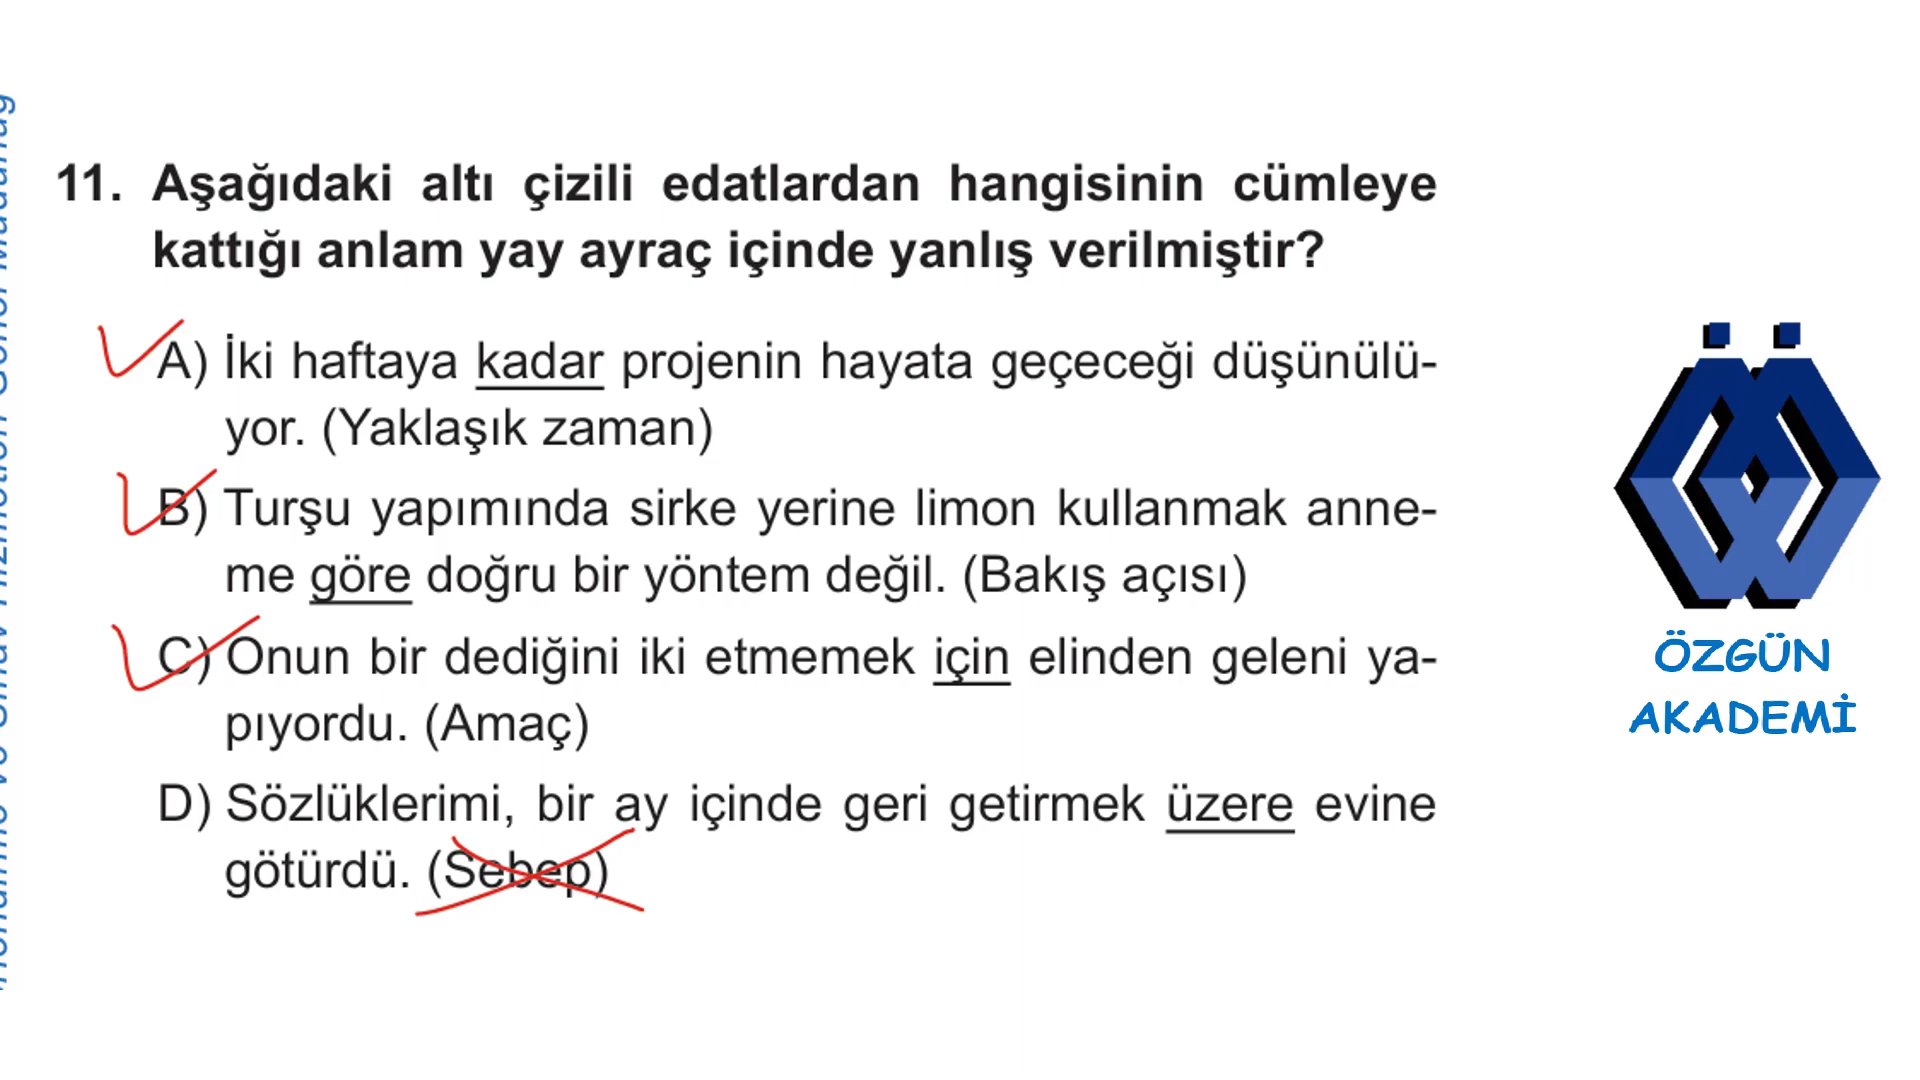 11. Aşağıdaki altı çizili edatlardan hangisinin cümleye
kattığı anlam yay ayraç içinde yanlış verilmiştir?
A) İki haftaya kadar projenin hayata geçeceği düşünülü-
yor. (Yaklaşık zaman)
B) Turşu yapımında sirke yerine limon kullanmak anne-
me göre doğru bir yöntem değil. (Bakış açısı)
C) Onun bir dediğini iki etmemek için elinden geleni ya-
pıyordu. (Amaç)
D) Sözlüklerimi, bir ay içinde geri getirmek üzere evine
götürdü. (Sebep)
ÖZGÜN
AKADEMİ